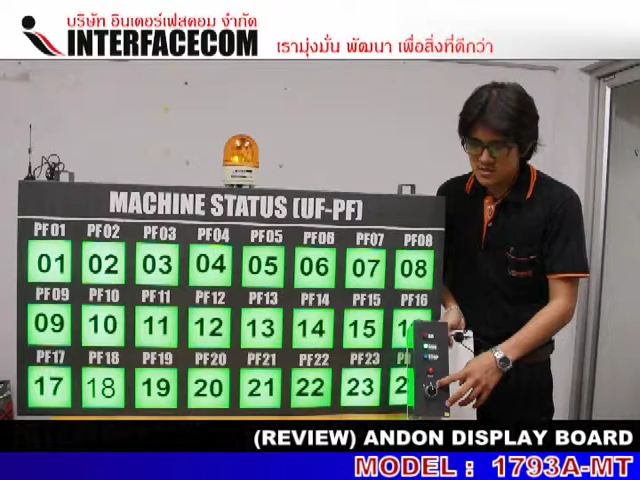 บริษัท อินเตอร์เฟสคอม จำกัด
INTERFACECOM
เรามุ่งมั่น พัฒนา เพื่อสิ่งที่ดีกว่า
MACHINE STATUS (UF-PF)
PF01 PF02 PF03 PF04 PF05 PF06 PF07 PF08
01 02 03 04 05 06 07 08
PF09 PF10 PF11 PF12 PF13 PF14 PF15 PF16
09 10 11 12 13 14 15
PF17 PF18 PF19 PF20 PF21 PF22 PF23
17 18 19 20 21 22 23
(REVIEW) ANDON DISPLAY BOARD
MODEL : 1793A-MT